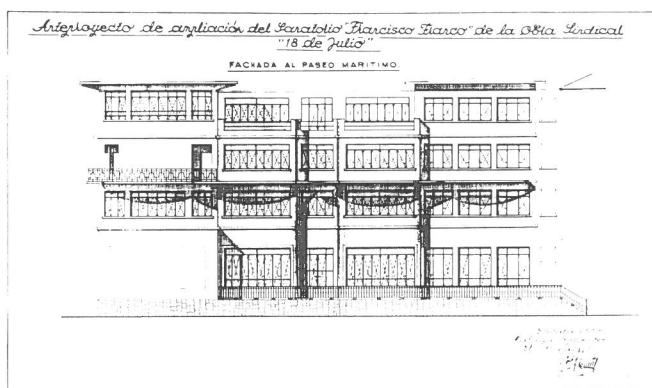 Anteproyecto de ampliación del Sanatorio "Francisco Franco" de la Obra Sindical
"18 de Julio"
FACHADA AL PASEO MARITIMO